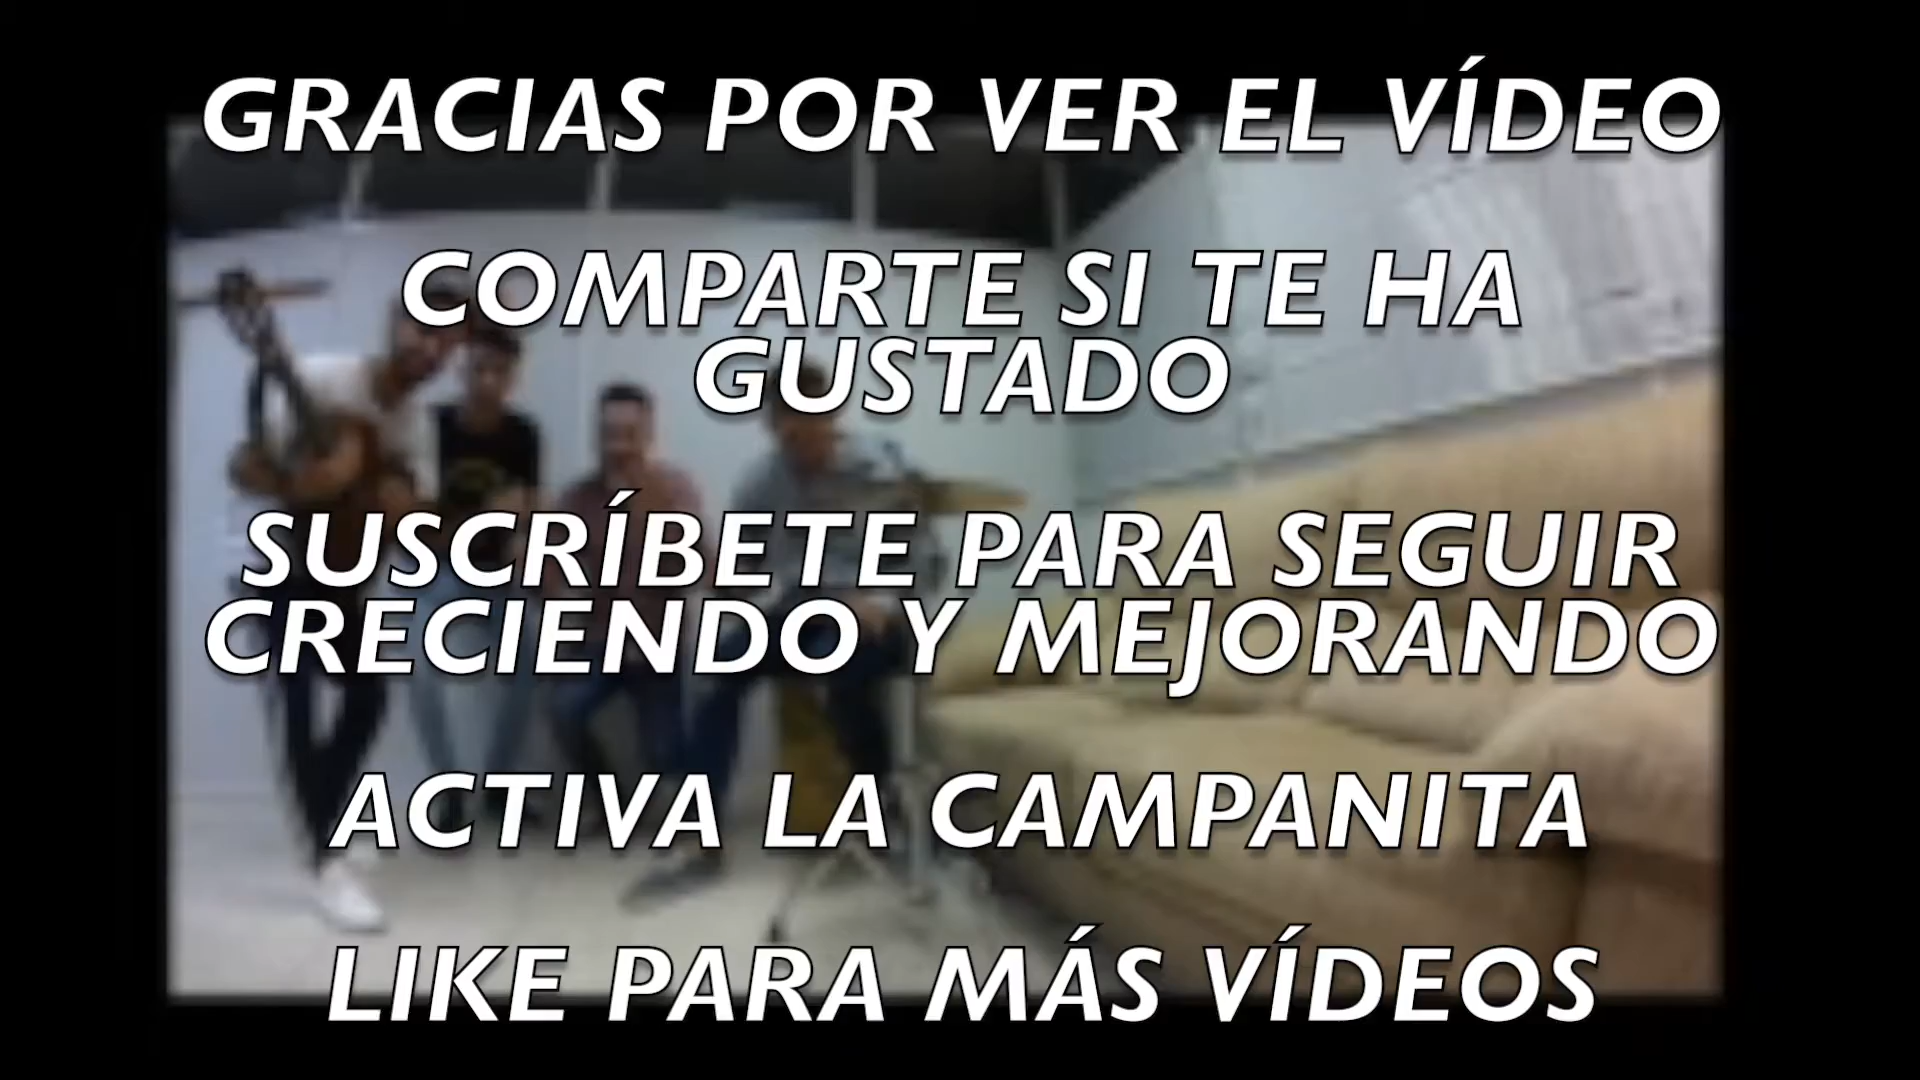 GRACIAS POR VER EL VÍDEO
COMPARTE SI TE HA
GUSTADO
SUSCRÍBETE PARA SEGUIR
CRECIENDO Y MEJORANDO
ACTIVA LA CAMPANITA
LIKE PARA MÁS VÍDEOS